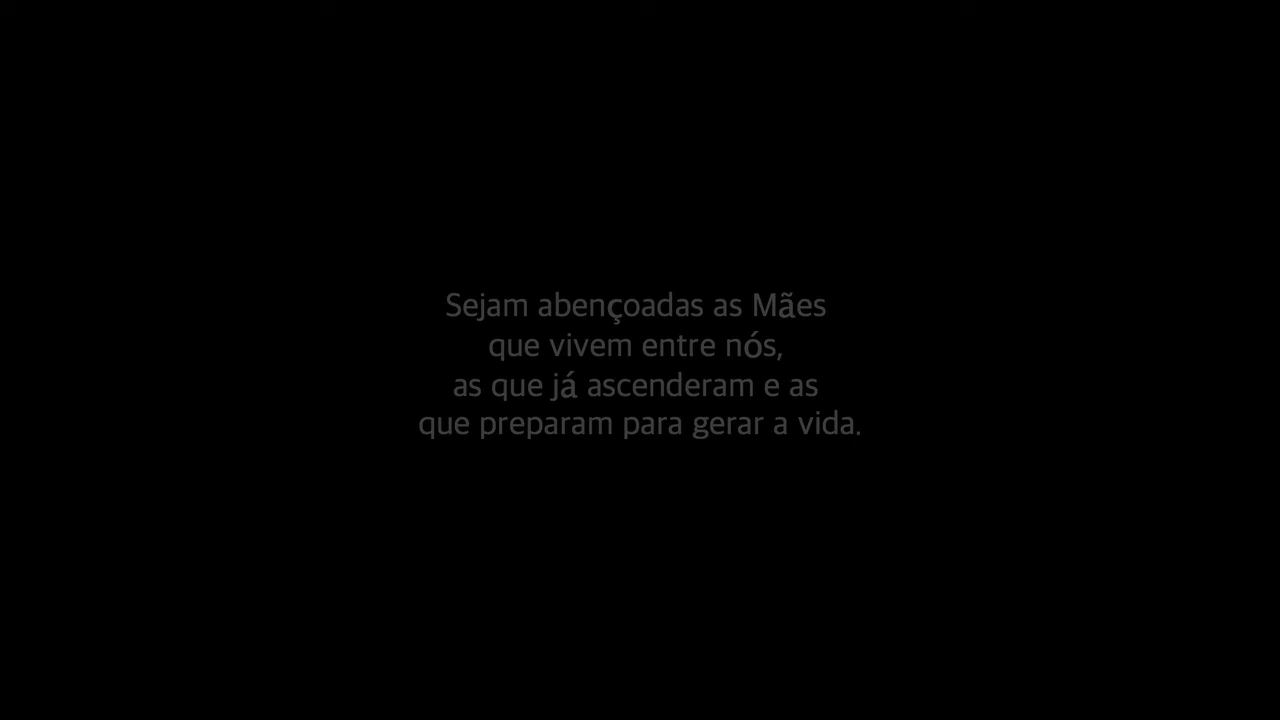 Sejam abençoadas as Mães
que vivem entre nós,
as que já ascenderam e as
que preparam para gerar a vida.